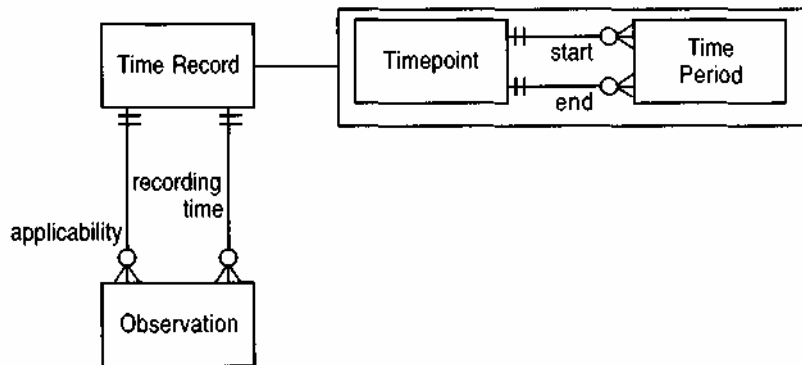 Time Record
Timepoint
start
end
Time
Period
recording
time
applicability
Observation